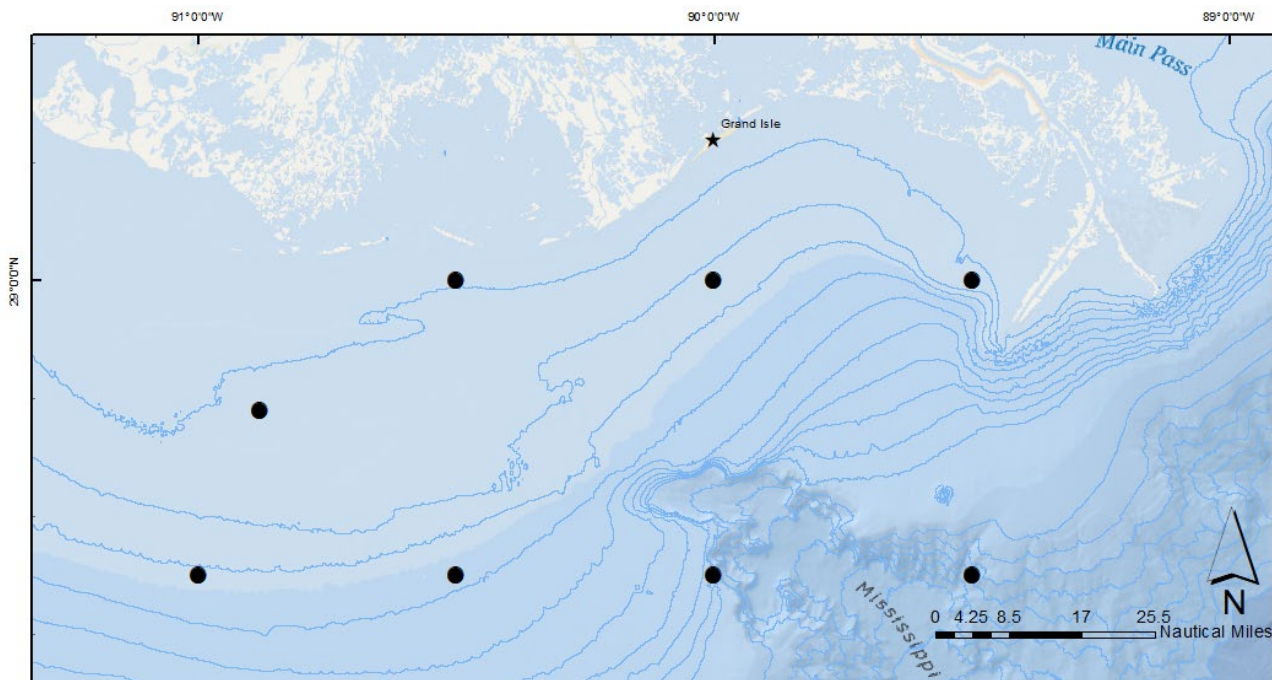 91°0'0"W 90°0'0"W 89°0'0"W
Main Pass
Grand Isle
29°0'0"N
N
0 4.25 8.5 17 25.5
Nautical Miles
Mississippi